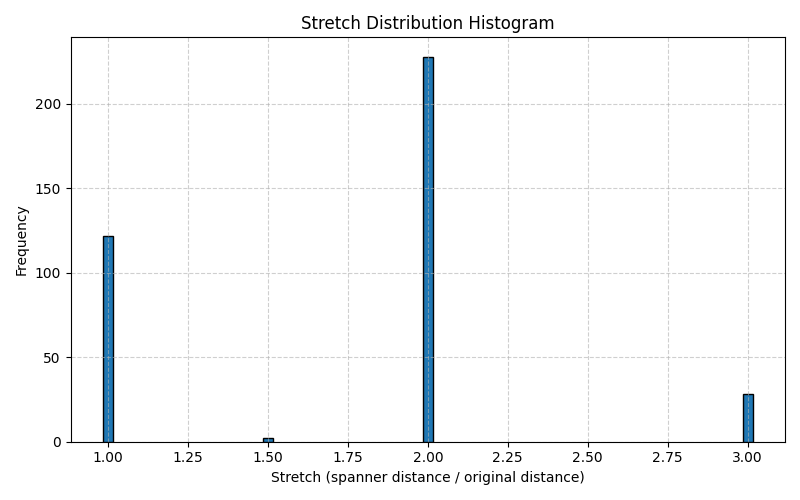 Stretch Distribution Histogram
Frequency
200
150
100
50
0
1.00 1.25 1.50 1.75 2.00 2.25 2.50 2.75 3.00
Stretch (spanner distance / original distance)